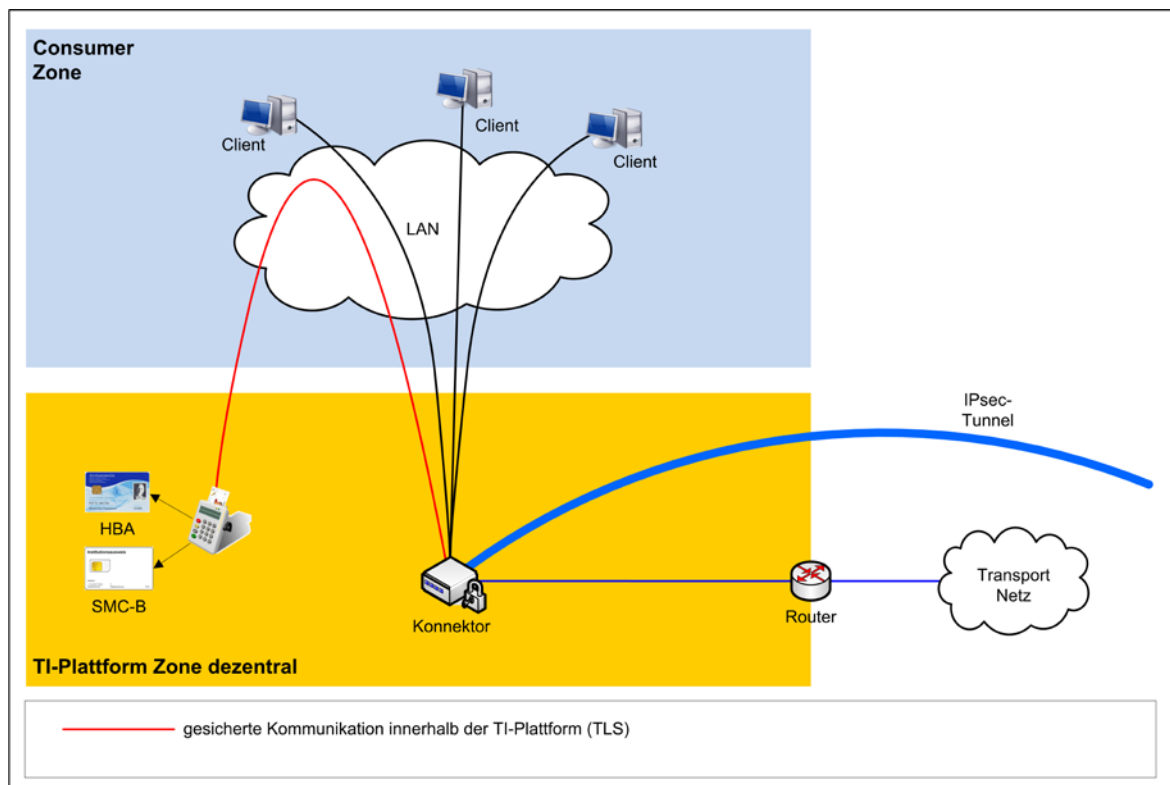 Consumer
Zone
Client
Client
Client
LAN
IPsec-
Tunnel
HBA
Institutionsausweis
SMC-B
Konnektor
Router
Transport
Netz
TI-Plattform Zone dezentral
gesicherte Kommunikation innerhalb der TI-Plattform (TLS)